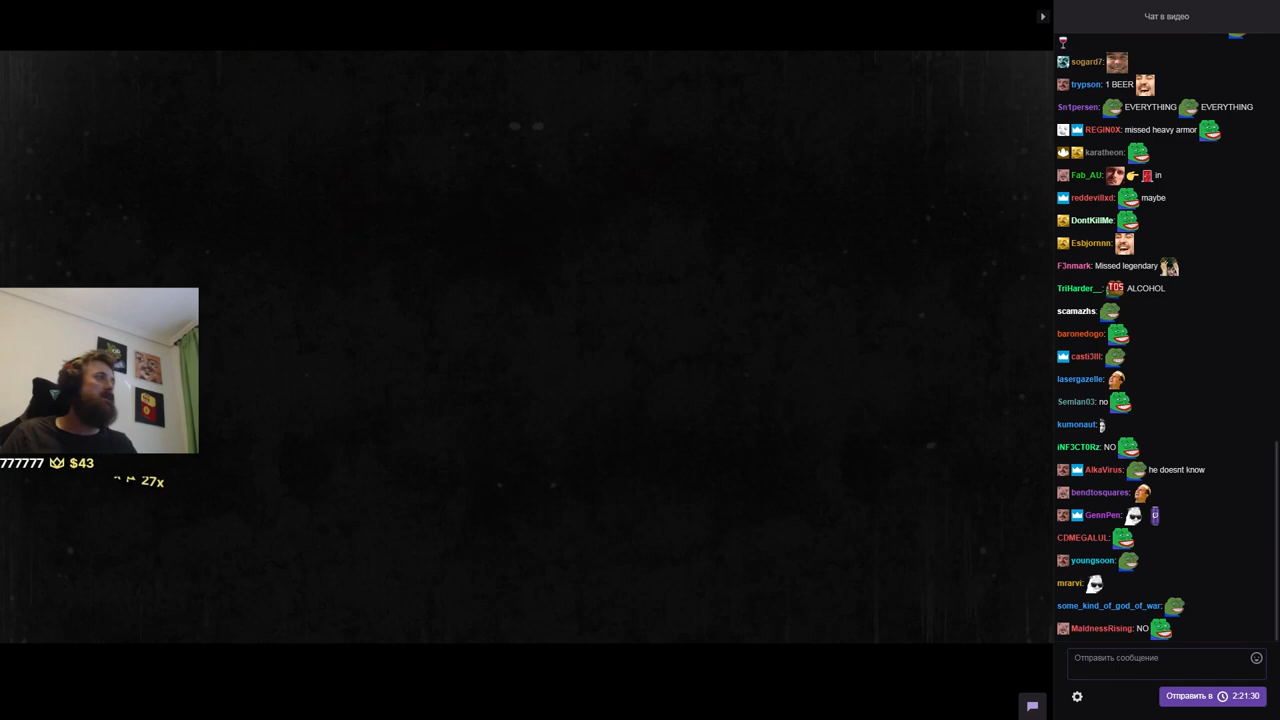 Чат в видео
sogard7:
trypson: 1 BEER
Sn1persen: EVERYTHING EVERYTHING
REGIN0X: missed heavy armor
karatheon:
Fab_AU: in
reddevillxd: maybe
DontKillMe:
Esbjornnn:
F3nmark: Missed legendary
TriHarder__: TOS ALCOHOL
scamazhs:
baronedogo:
casti3lll:
lasergazelle:
Semlan03: no
kumonaut:
iNF3CT0Rz: NO
AlkaVirus: he doesnt know
bendtosquares:
GennPen:
CDMEGALUL:
youngsoon:
mrarvi:
some_kind_of_god_of_war:
MaldnessRising: NO
777777 $43
27x
Отправить сообщение
Отправить в 2:21:30